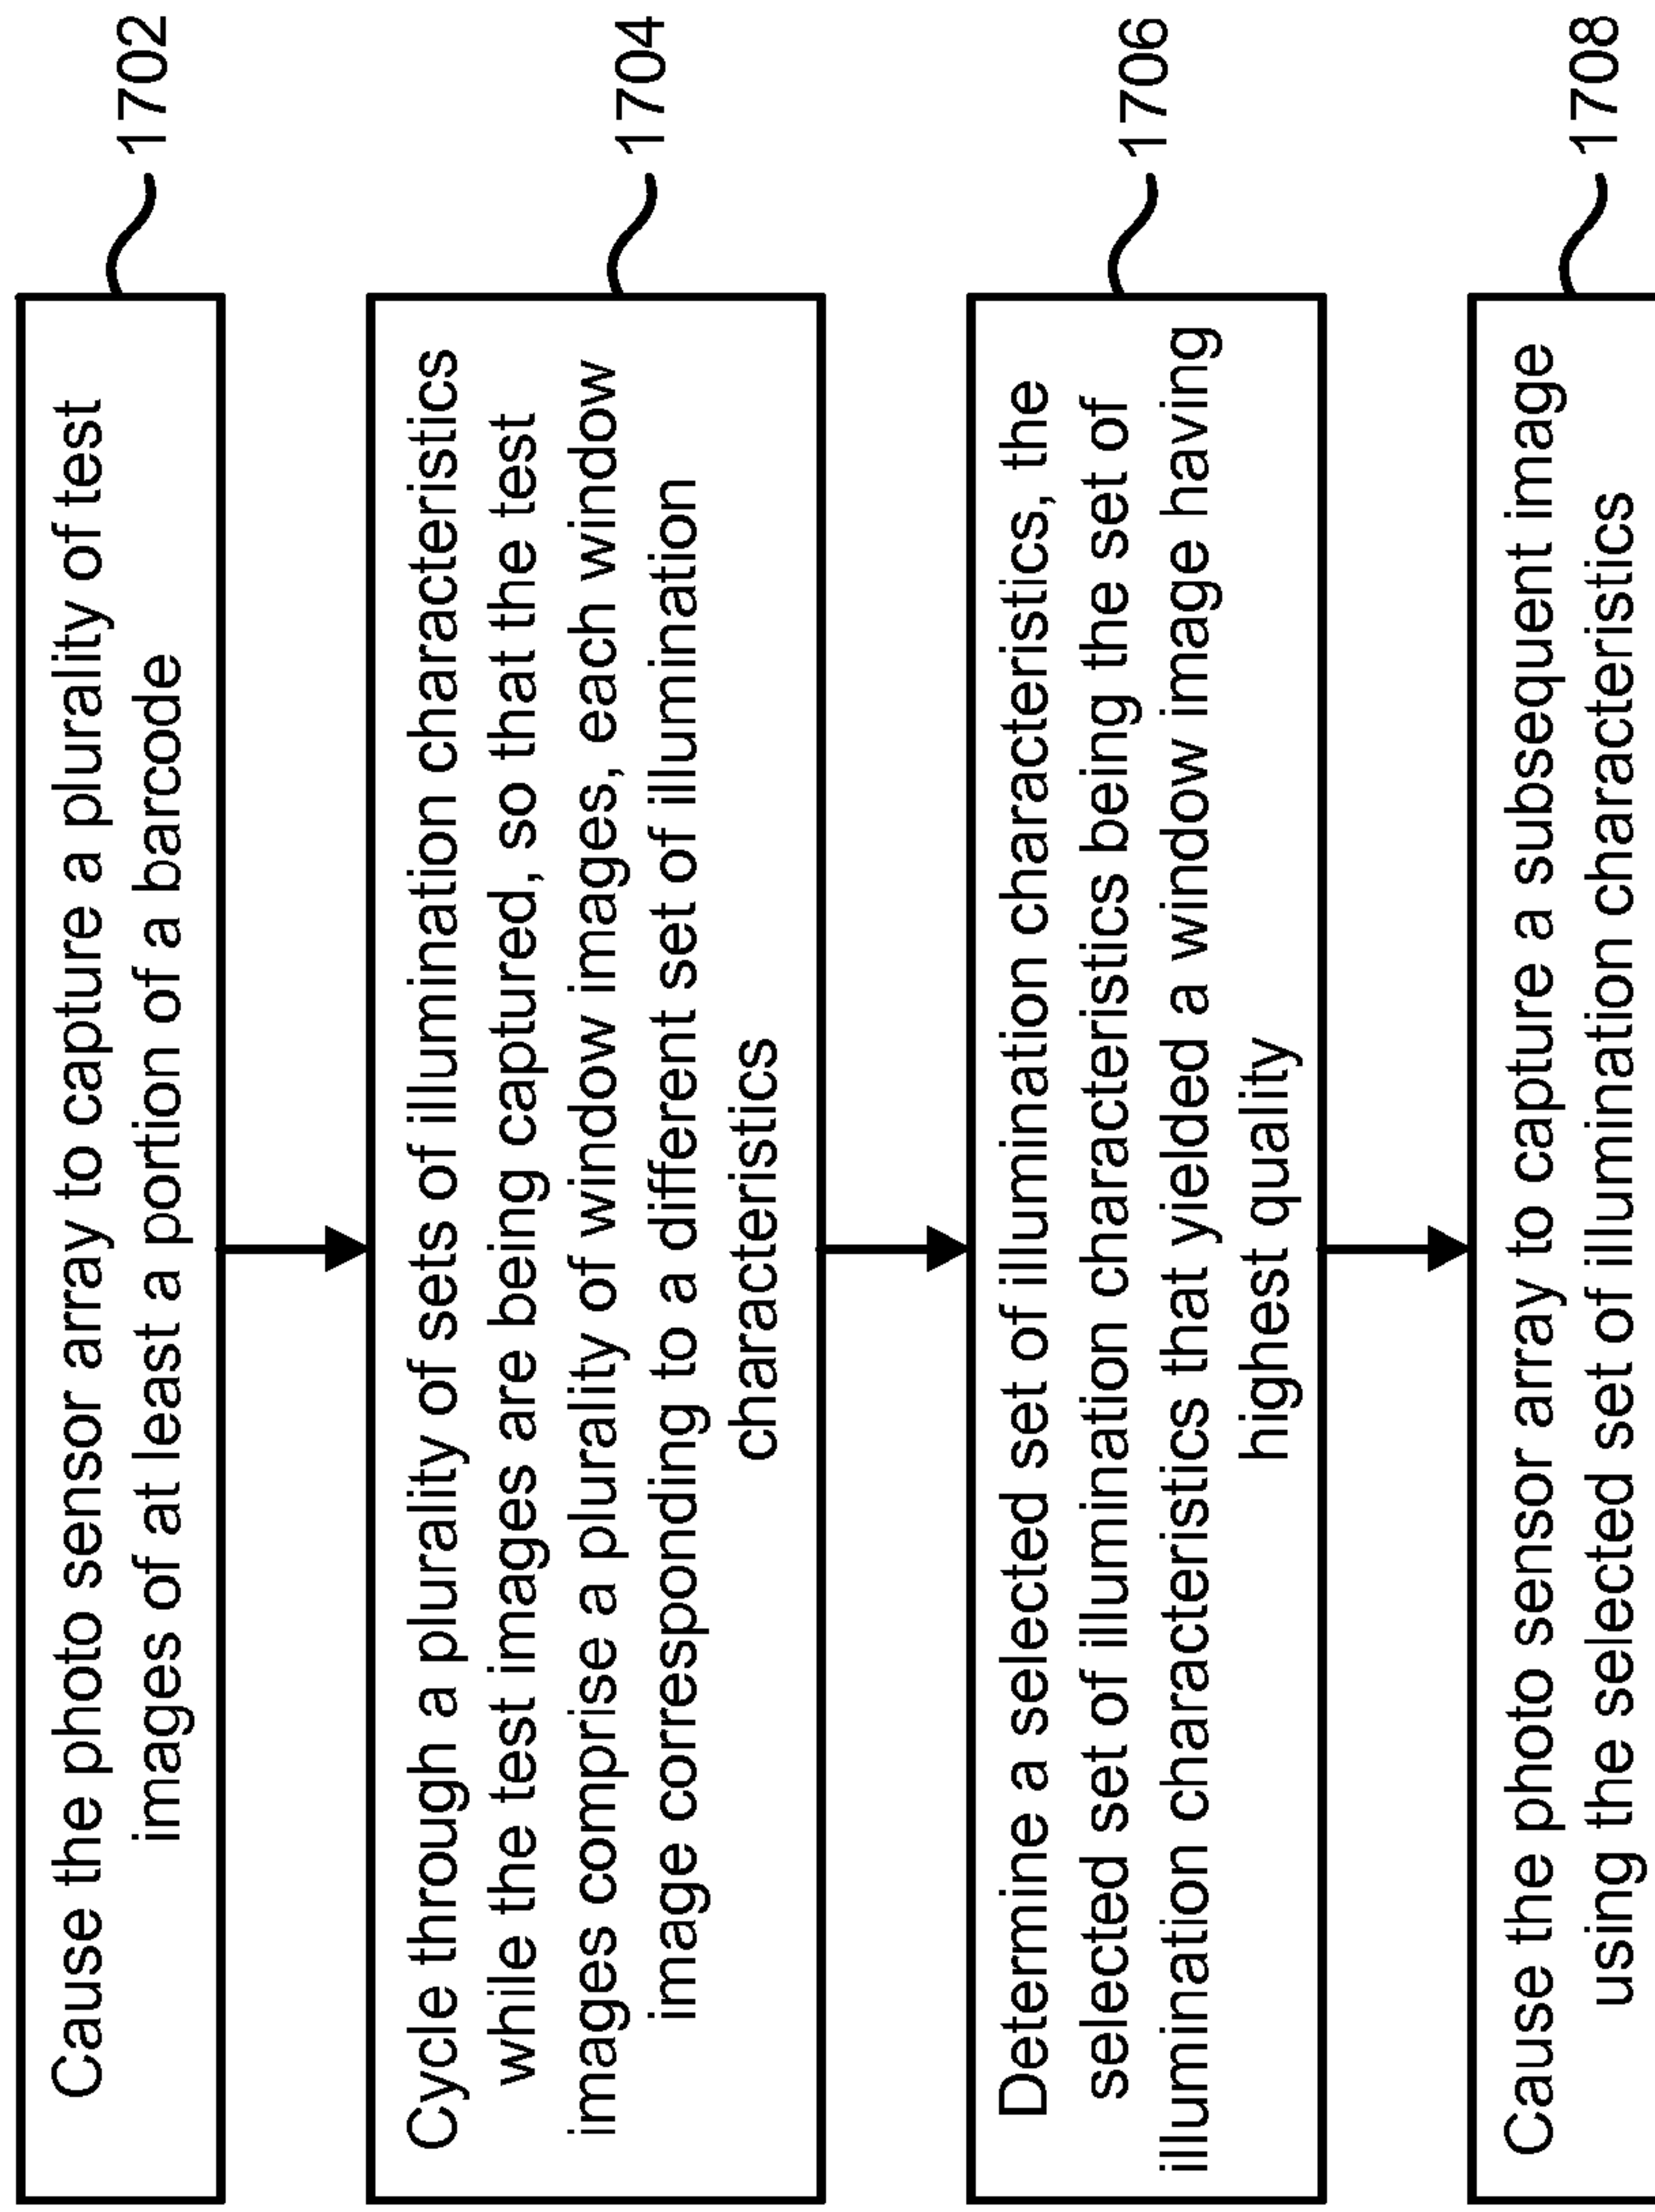 Cause the photo sensor array to capture a plurality of test
images of at least a portion of a barcode
1702
Cycle through a plurality of sets of illumination characteristics
while the test images are being captured, so that the test
images comprise a plurality of window images, each window
image corresponding to a different set of illumination
characteristics
1704
Determine a selected set of illumination characteristics, the
selected set of illumination characteristics being the set of
illumination characteristics that yielded a window image having
highest quality
1706
Cause the photo sensor array to capture a subsequent image
using the selected set of illumination characteristics
1708